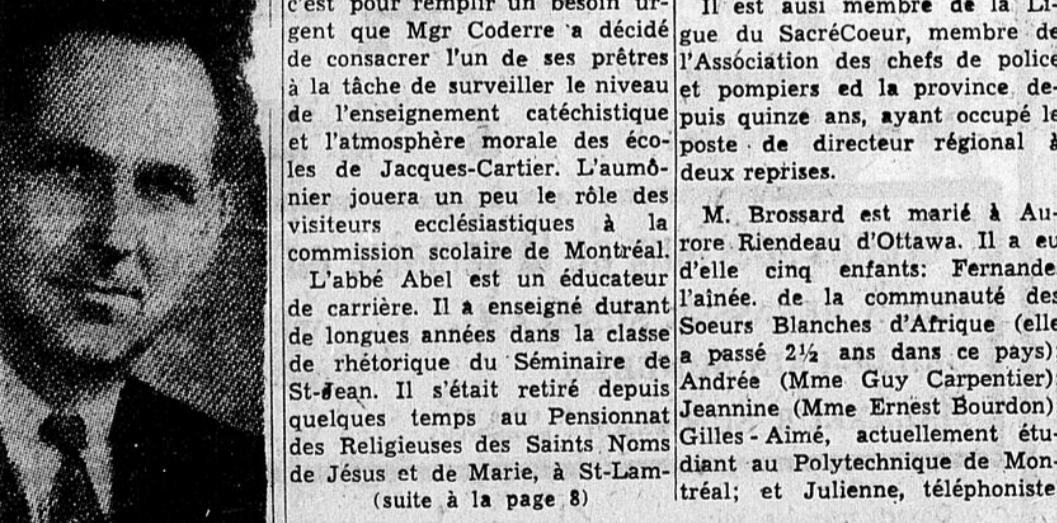 c'est pour remplir un besoin ur-
gent que Mgr Coderre a décidé
de consacrer l'un de ses prêtres
à la tâche de surveiller le niveau
de l'enseignement catéchistique
et l'atmosphère morale des éco-
les de Jacques-Cartier. L'aumô-
nier jouera un peu le rôle des
visiteurs ecclésiastiques à la
commission scolaire de Montréal.
L'abbé Abel est un éducateur
de carrière. Il a enseigné durant
de longues années dans la classe
de rhétorique du Séminaire de
St-Jean. Il s'était retiré depuis
quelques temps au Pensionnat
des Religieuses des Saints Noms
de Jésus et de Marie, à St-Lam-
(suite à la page 8)
Il est ausi membre de la Li-
gue du SacréCoeur, membre de
l'Association des chefs de police
et pompiers ed la province de-
puis quinze ans, ayant occupé le
poste de directeur régional à
deux reprises.
M. Brossard est marié à Au-
rore Riendeau d'Ottawa. Il a eu
d'elle cinq enfants: Fernande
l'aînée. de la communauté des
Soeurs Blanches d'Afrique (elle
a passé 2½ ans dans ce pays);
Andrée (Mme Guy Carpentier);
Jeannine (Mme Ernest Bourdon)
Gilles-Aimé, actuellement étu-
diant au Polytechnique de Mon-
tréal; et Julienne, téléphoniste